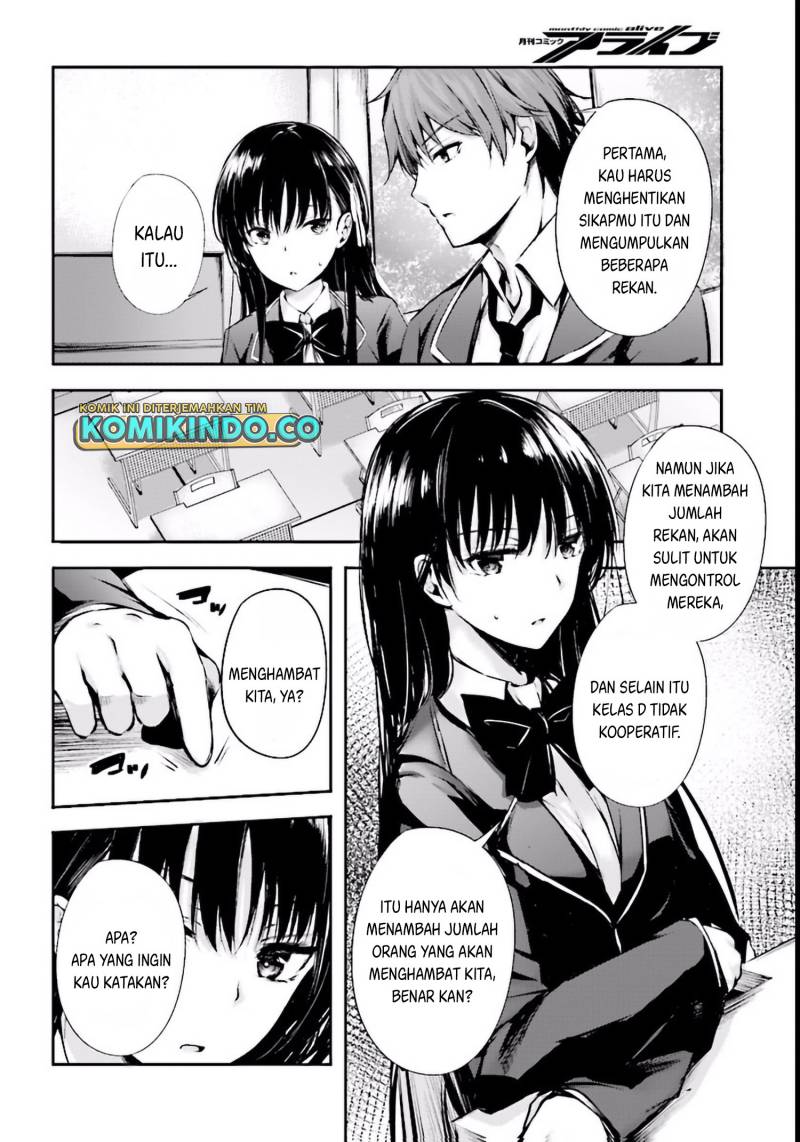 monthly comic alive
月刊コミック
アライブ
PERTAMA,
KAU HARUS
MENGHENTIKAN
SIKAPMU ITU DAN
MENGUMPULKAN
BEBERAPA
REKAN.
KALAU
ITU...
KOMIK INI DITERJEMAHKAN TIM
KOMIKINDO.CO
NAMUN JIKA
KITA MENAMBAH
JUMLAH
REKAN, AKAN
SULIT UNTUK
MENGONTROL
MEREKA,
DAN SELAIN ITU
KELAS D TIDAK
KOOPERATIF.
ITU HANYA AKAN
MENAMBAH JUMLAH
ORANG YANG AKAN
MENGHAMBAT KITA,
BENAR KAN?
MENGHAMBAT
KITA, YA?
APA?
APA YANG INGIN
KAU KATAKAN?